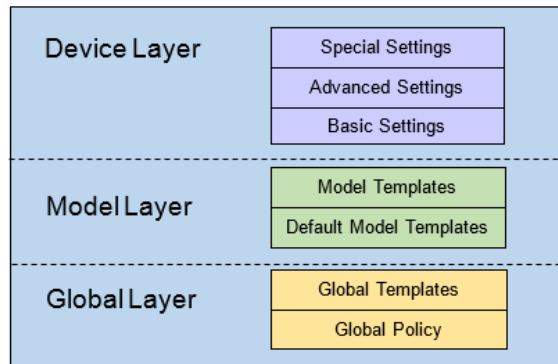 Device Layer
Special Settings
Advanced Settings
Basic Settings
Model Layer
Model Templates
Default Model Templates
Global Layer
Global Templates
Global Policy